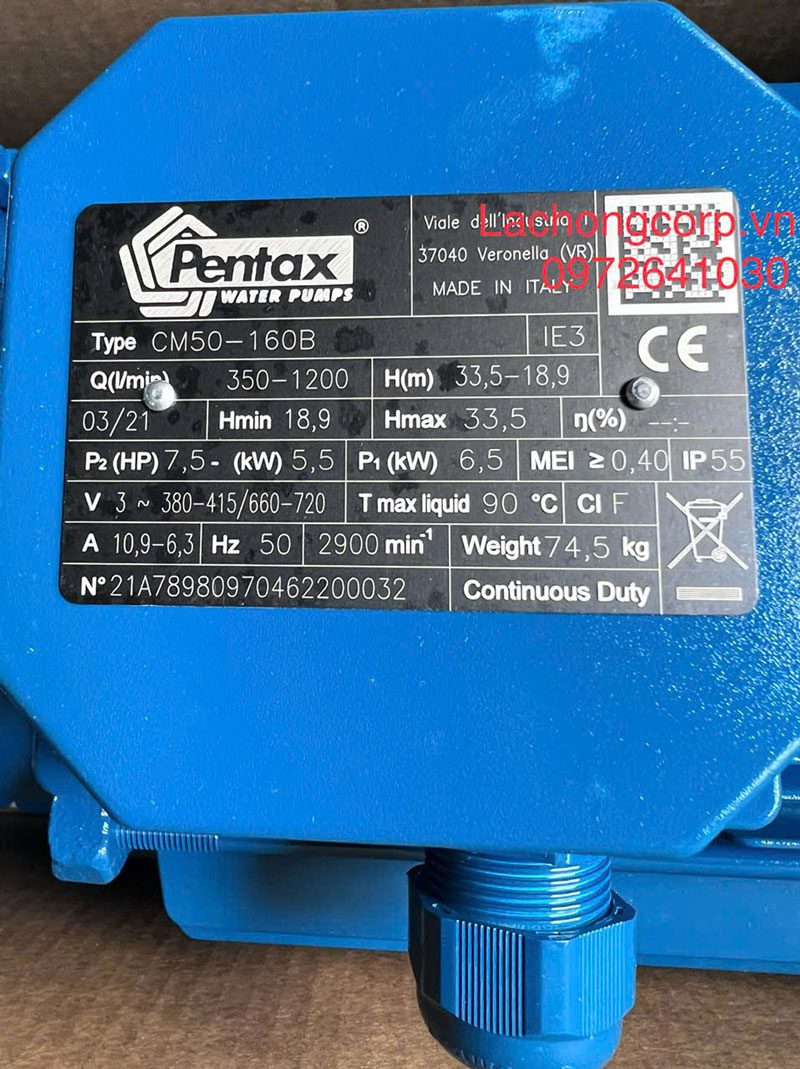 Pentax ®
WATER PUMPS
Viale dell'Industria
37040 Veronella (VR)
MADE IN ITALY
Lachongcorp.vn
0972641030
Type CM50-160B IE3
CE
Q(l/min) 350-1200 H(m) 33,5-18,9
03/21 Hmin 18,9 Hmax 33,5 η(%) --:-
P2 (HP) 7,5 - (kW) 5,5 P1 (kW) 6,5 MEI ≥ 0,40 IP 55
V 3 ~ 380-415/660-720 T max liquid 90 °C Cl F
A 10,9-6,3 Hz 50 2900 min-1 Weight 74,5 kg
N° 21A78980970462200032 Continuous Duty